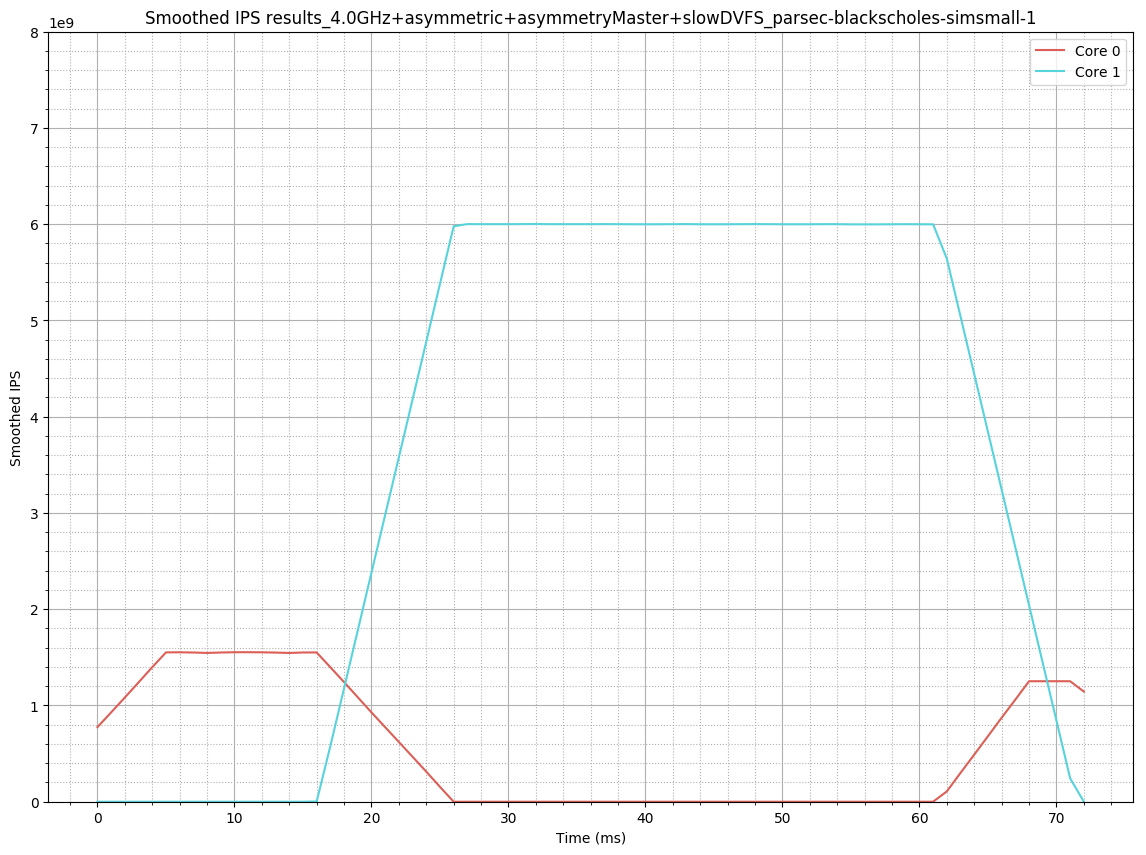 Smoothed IPS results_4.0GHz+asymmetric+asymmetryMaster+slowDVFS_parsec-blackscholes-simsmall-1
1e9
Core 0
Core 1
8
7
6
5
4
3
2
1
0
Smoothed IPS
0 10 20 30 40 50 60 70
Time (ms)